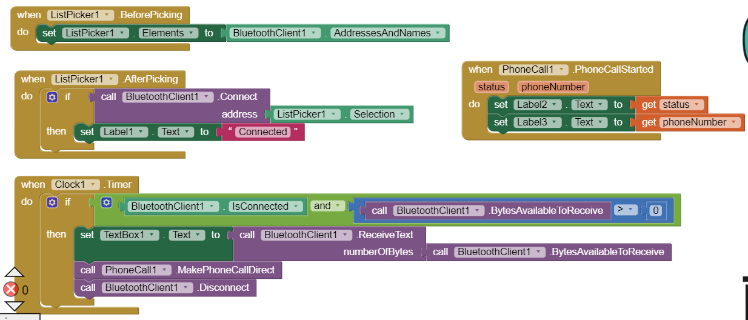 when ListPicker1 .BeforePicking
do set ListPicker1 . Elements to BluetoothClient1 . AddressesAndNames
when ListPicker1 .AfterPicking
do if call BluetoothClient1 .Connect
address ListPicker1 . Selection
then set Label1 . Text to " Connected "
when PhoneCall1 .PhoneCallStarted
status phoneNumber
do set Label2 . Text to get status
set Label3 . Text to get phoneNumber
when Clock1 .Timer
do if BluetoothClient1 . IsConnected and call BluetoothClient1 .BytesAvailableToReceive > 0
then set TextBox1 . Text to call BluetoothClient1 .ReceiveText
numberOfBytes call BluetoothClient1 .BytesAvailableToReceive
call PhoneCall1 .MakePhoneCallDirect
call BluetoothClient1 .Disconnect
0